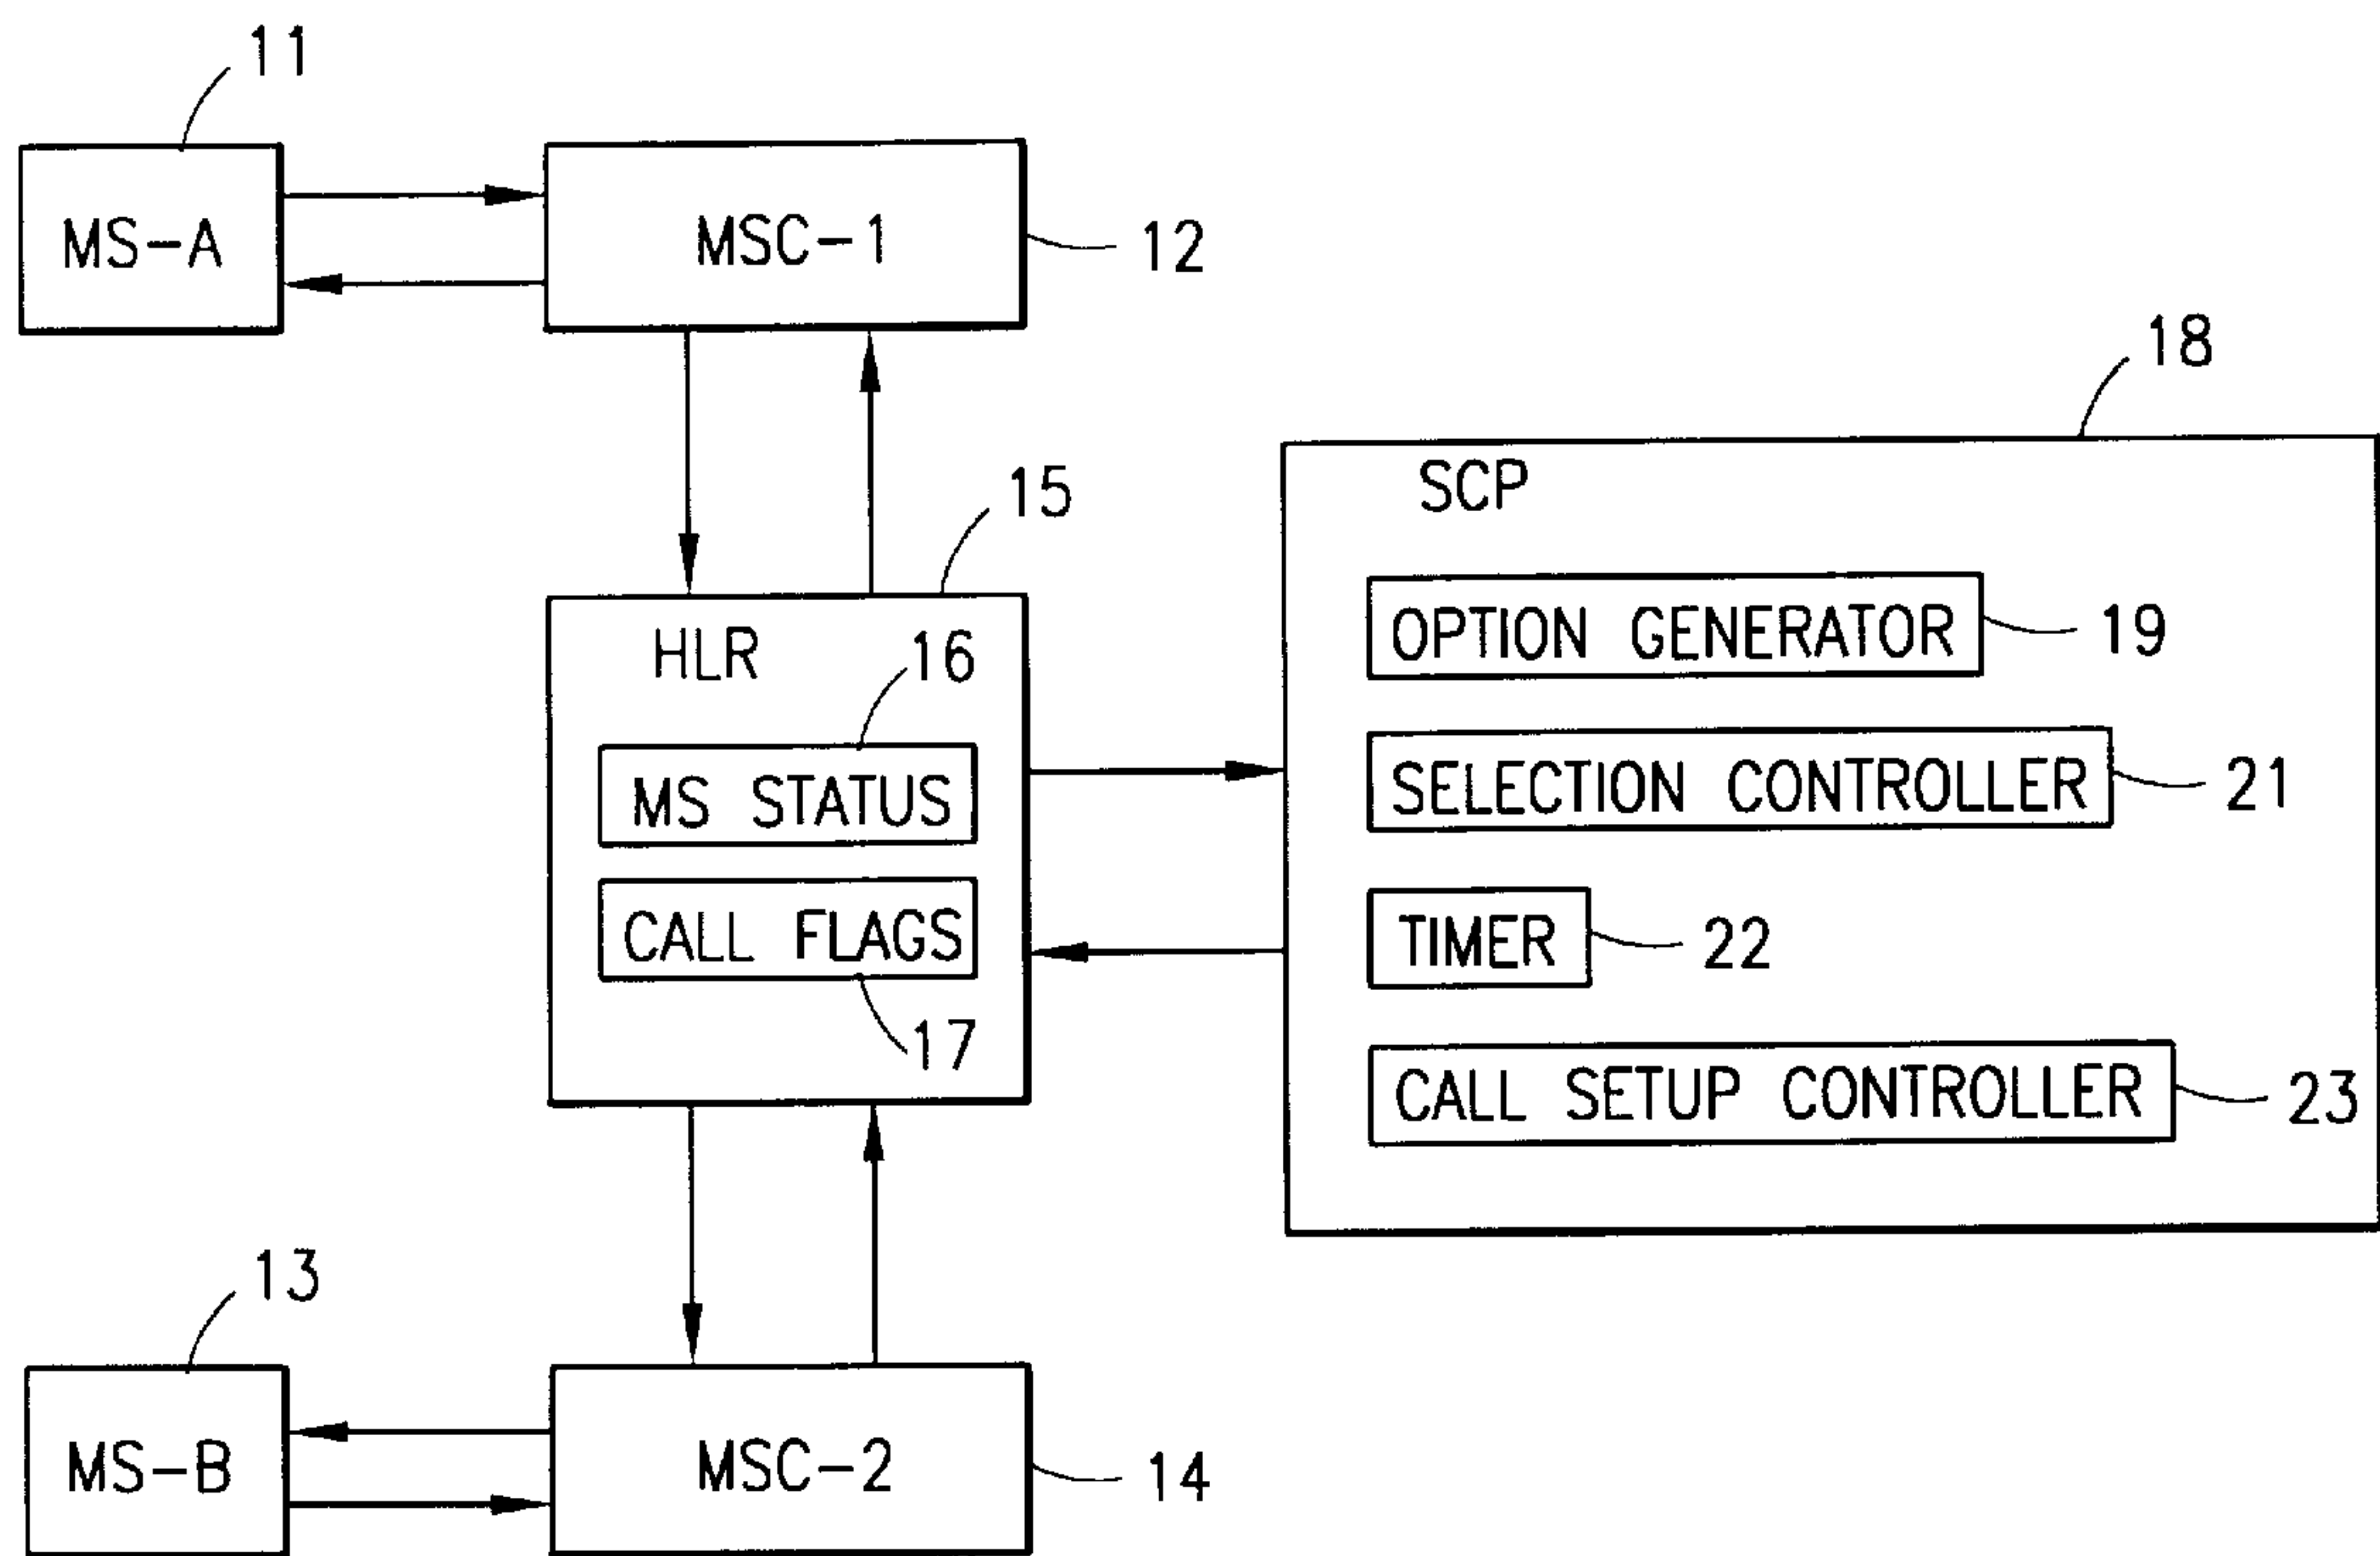 11
MS-A
MSC-1
12
18
SCP
15
HLR
16
OPTION GENERATOR
19
MS STATUS
SELECTION CONTROLLER
21
CALL FLAGS
TIMER
22
17
CALL SETUP CONTROLLER
23
13
MS-B
MSC-2
14